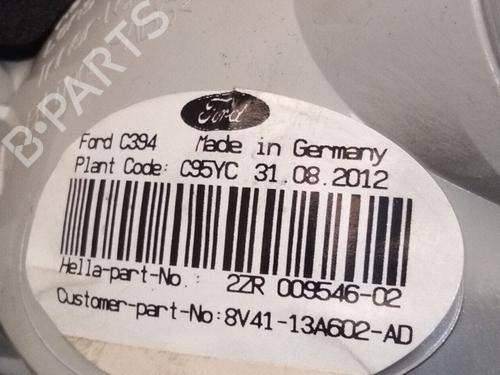 Ford
Ford C394 Made in Germany
Plant Code: C95YC 31.08.2012
Hella-part-No.: 2ZR 009546-02
Customer-part-No:8V41-13A602-AD
B-PARTS